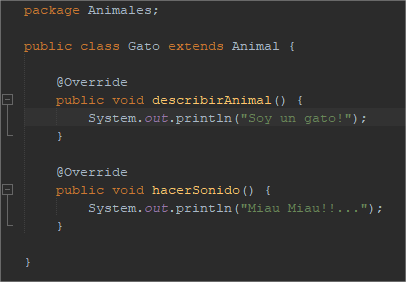 package Animales;
public class Gato extends Animal {
@Override
public void describirAnimal() {
System.out.println("Soy un gato!");
}
@Override
public void hacerSonido() {
System.out.println("Miau Miau!!...");
}
}